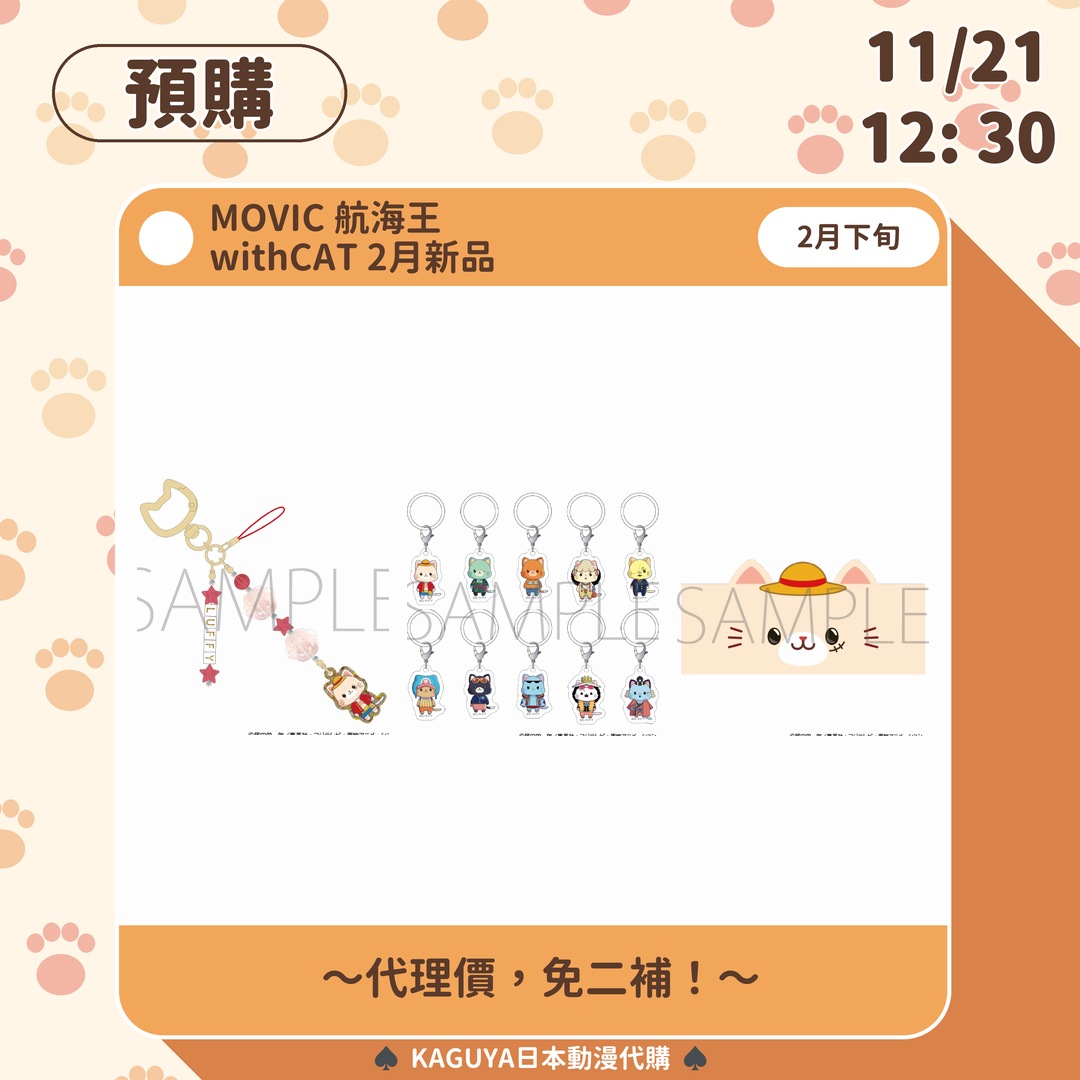 預購
11/21
12: 30
MOVIC 航海王
withCAT 2月新品
2月下旬
SAMPLE
SAMPLE
SAMPLE
LUFFY
～代理價，免二補！～
♠ KAGUYA日本動漫代購 ♠